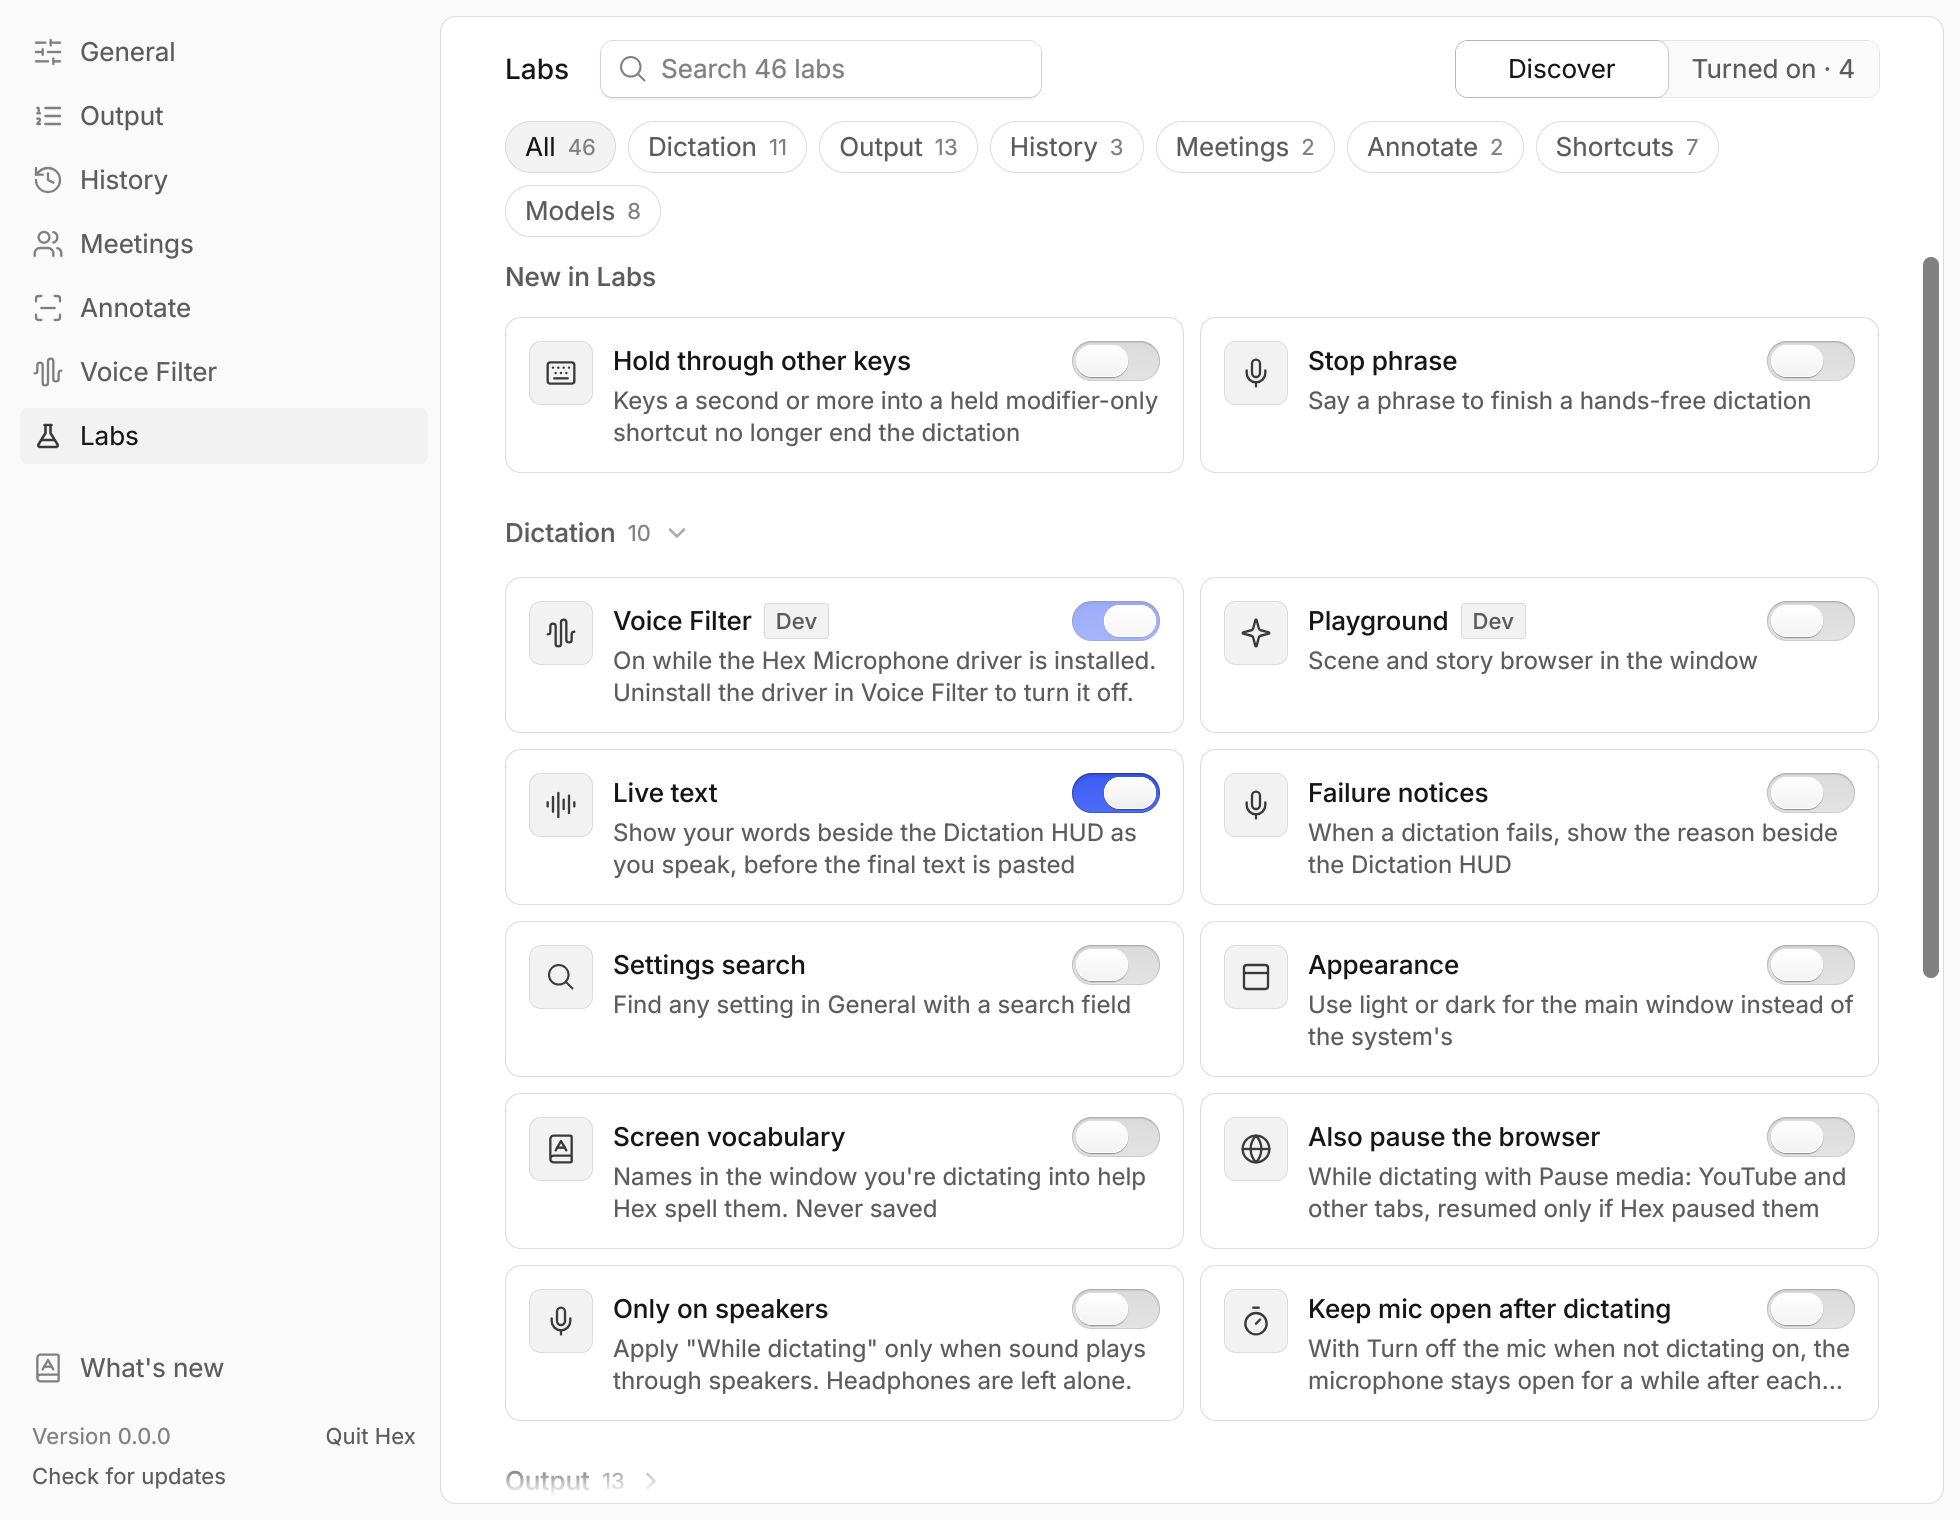 General
Output
History
Meetings
Annotate
Voice Filter
Labs
What's new
Version 0.0.0
Quit Hex
Check for updates
Labs
Search 46 labs
Discover
Turned on · 4
All 46
Dictation 11
Output 13
History 3
Meetings 2
Annotate 2
Shortcuts 7
Models 8
New in Labs
Hold through other keys
Keys a second or more into a held modifier-only
shortcut no longer end the dictation
Stop phrase
Say a phrase to finish a hands-free dictation
Dictation 10
Voice Filter Dev
On while the Hex Microphone driver is installed.
Uninstall the driver in Voice Filter to turn it off.
Playground Dev
Scene and story browser in the window
Live text
Show your words beside the Dictation HUD as
you speak, before the final text is pasted
Failure notices
When a dictation fails, show the reason beside
the Dictation HUD
Settings search
Find any setting in General with a search field
Appearance
Use light or dark for the main window instead of
the system's
Screen vocabulary
Names in the window you're dictating into help
Hex spell them. Never saved
Also pause the browser
While dictating with Pause media: YouTube and
other tabs, resumed only if Hex paused them
Only on speakers
Apply "While dictating" only when sound plays
through speakers. Headphones are left alone.
Keep mic open after dictating
With Turn off the mic when not dictating on, the
microphone stays open for a while after each...
Output 13